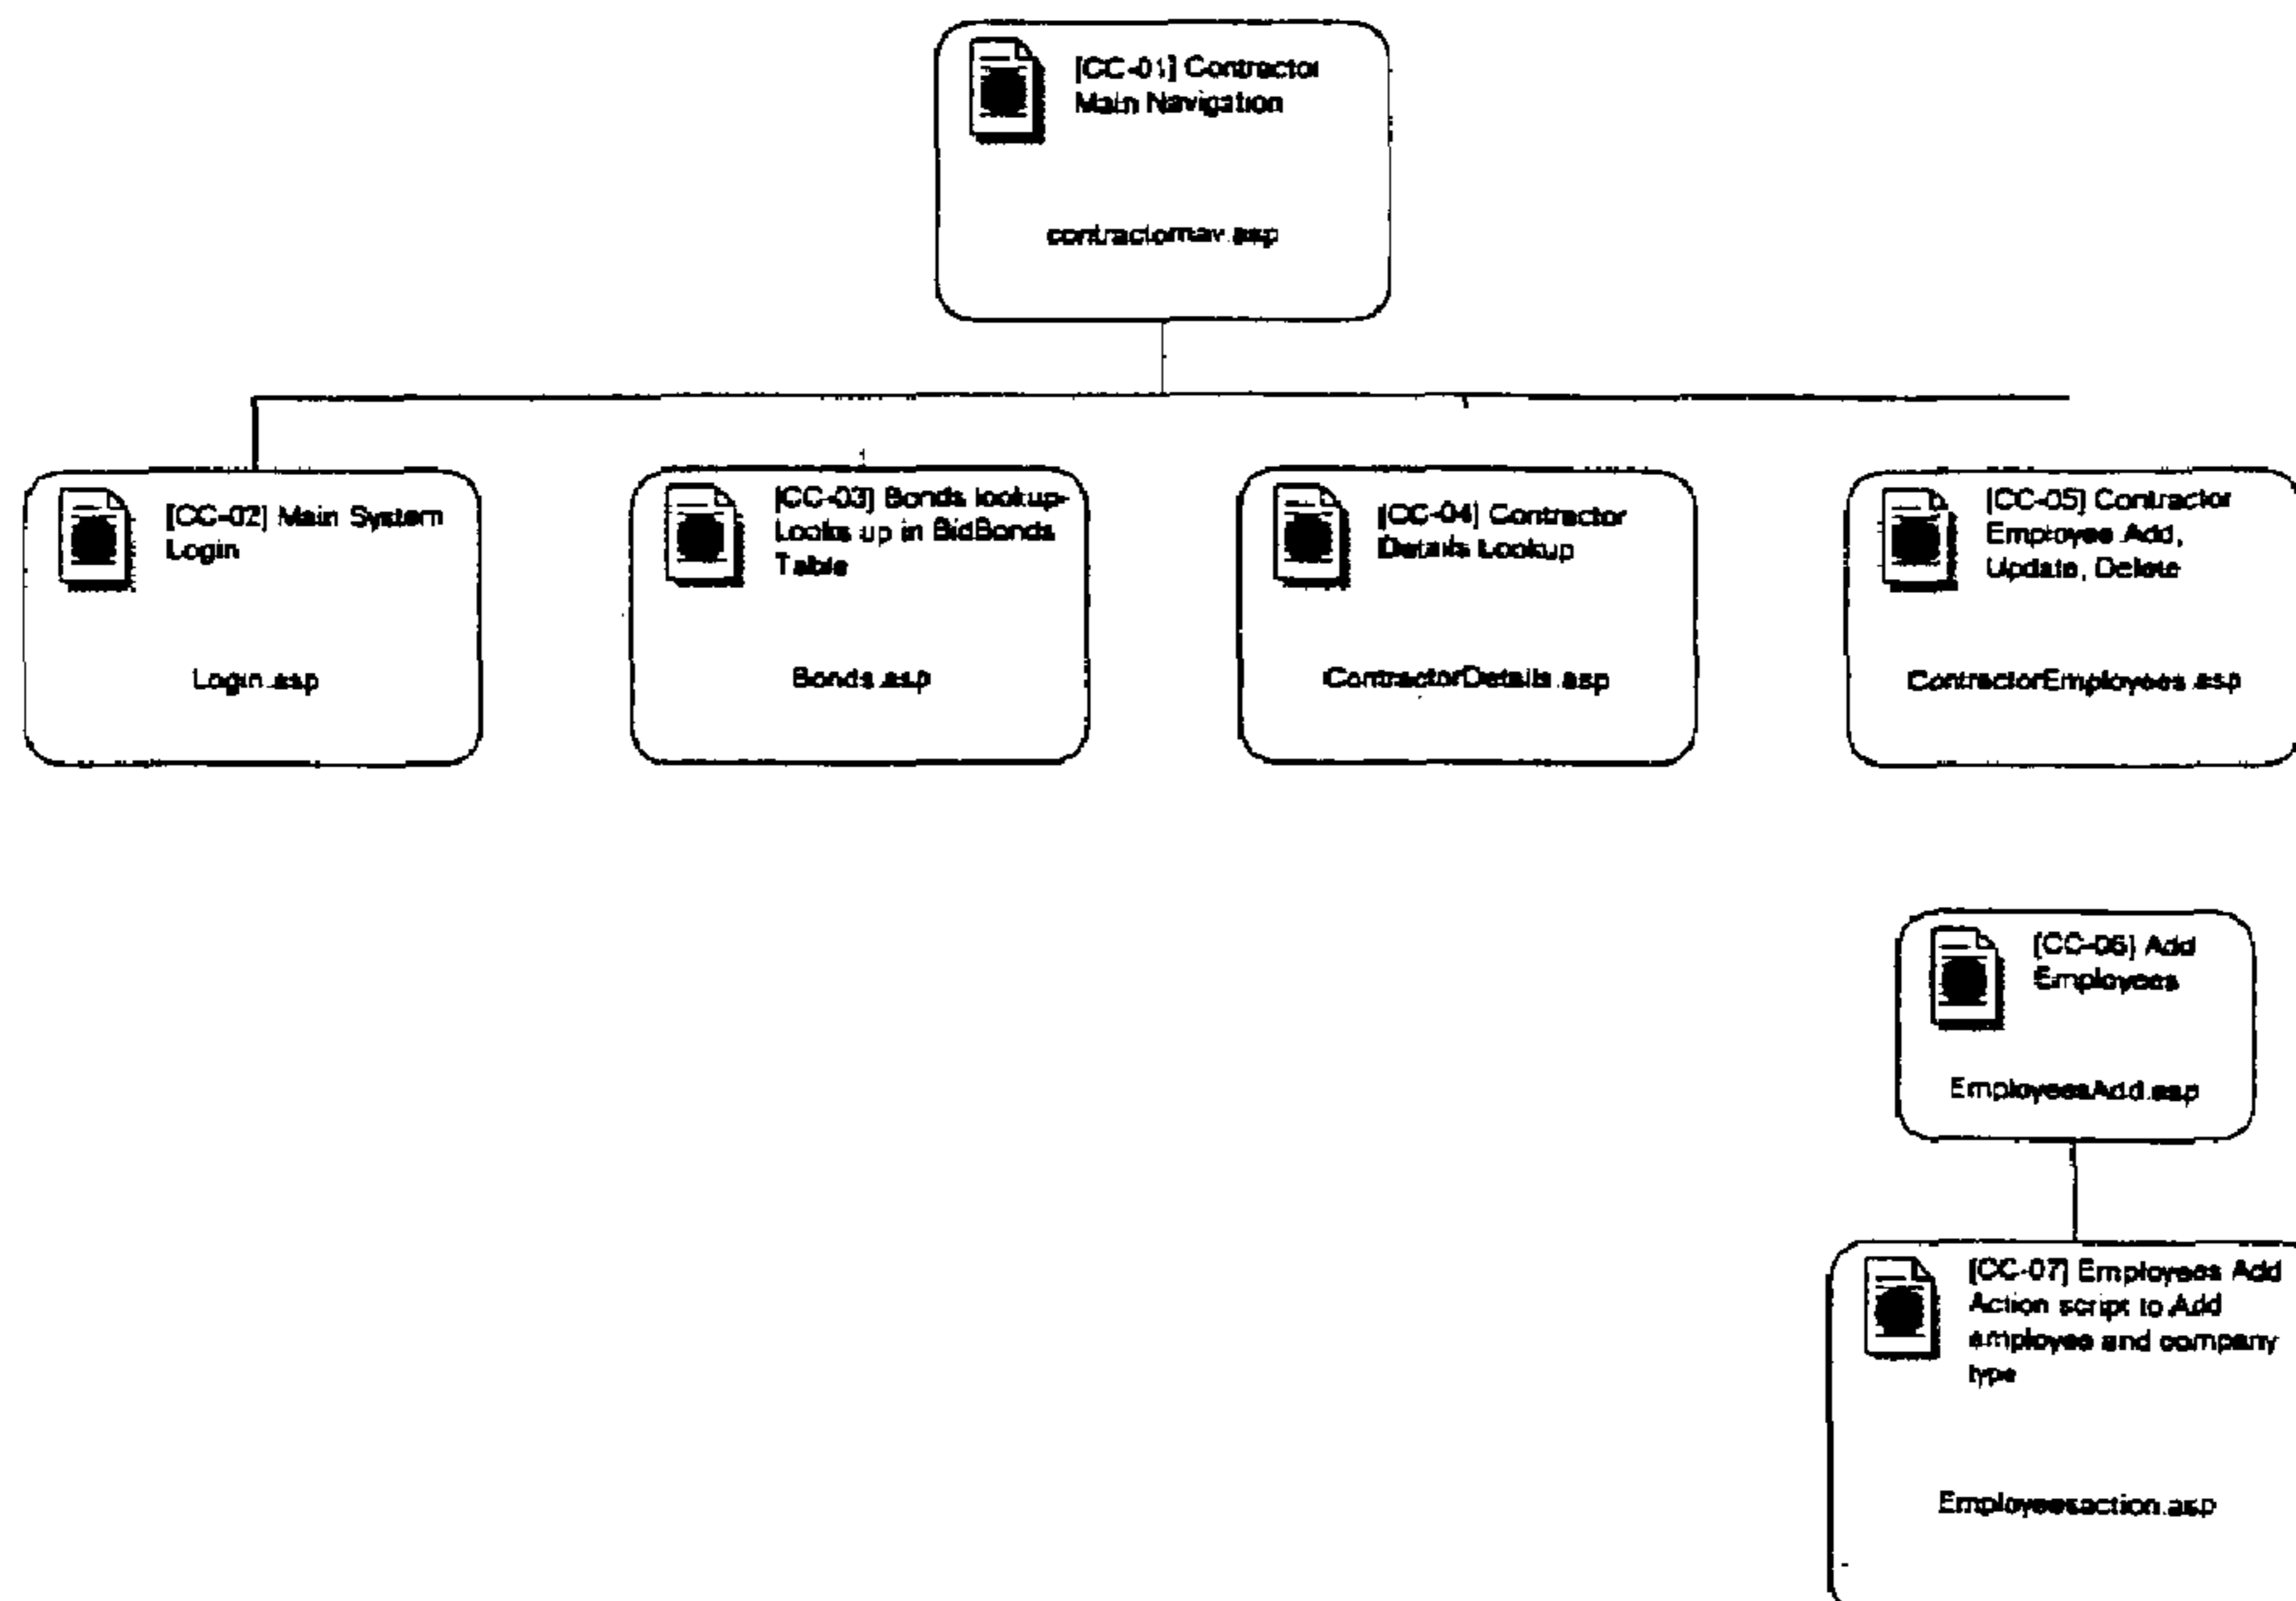 [CC-01] Contractor
Main Navigation
contractornav.asp
[CC-02] Main System
Login
Login.asp
[CC-03] Bonds lookup-
Looks up in BidBonds
Table
Bonds.asp
[CC-04] Contractor
Details Lookup
ContractorDetails.asp
[CC-05] Contractor
Employee Add,
Update, Delete
ContractorEmployees.asp
[CC-06] Add
Employees
EmployeesAdd.asp
[CC-07] Employees Add
Action script to Add
employee and company
type
Employeesaction.asp